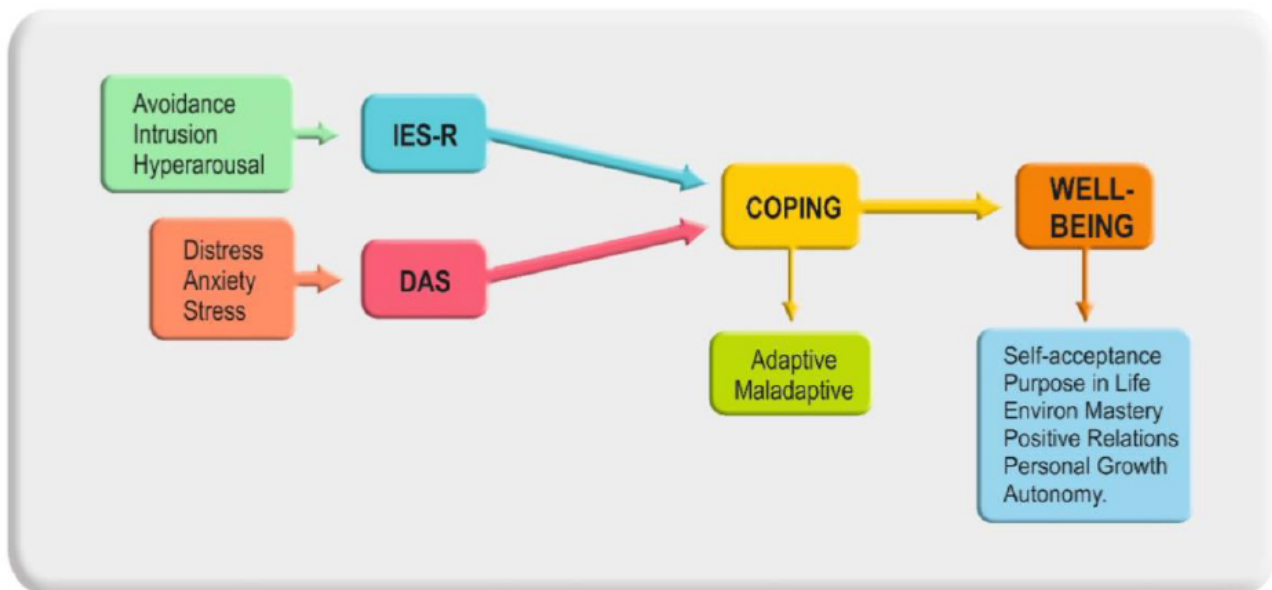 Avoidance
Intrusion
Hyperarousal
IES-R
Distress
Anxiety
Stress
DAS
COPING
WELL-
BEING
Adaptive
Maladaptive
Self-acceptance
Purpose in Life
Environ Mastery
Positive Relations
Personal Growth
Autonomy.